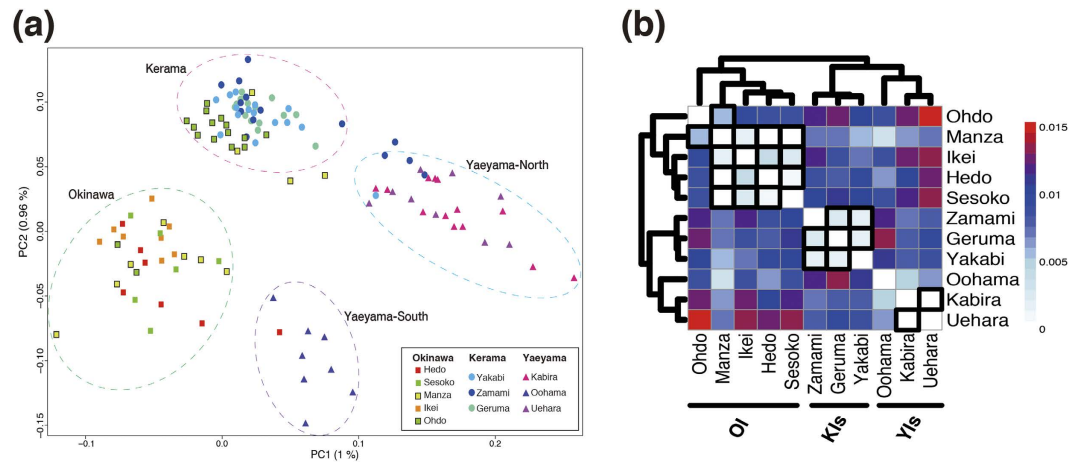 (a)
(b)
Kerama
Yaeyama-North
Okinawa
Yaeyama-South
PC2 (0.96 %)
0.10
0.05
0.00
−0.05
−0.10
−0.15
−0.1
0.0
0.1
0.2
PC1 (1 %)
Okinawa Kerama Yaeyama
Hedo
Sesoko
Manza
Ikei
Ohdo
Yakabi
Zamami
Geruma
Kabira
Oohama
Uehara
Ohdo
Manza
Ikei
Hedo
Sesoko
Zamami
Geruma
Yakabi
Oohama
Kabira
Uehara
Ohdo
Manza
Ikei
Hedo
Sesoko
Zamami
Geruma
Yakabi
Oohama
Kabira
Uehara
OI
KIs
YIs
0.015
0.010
0.005
0